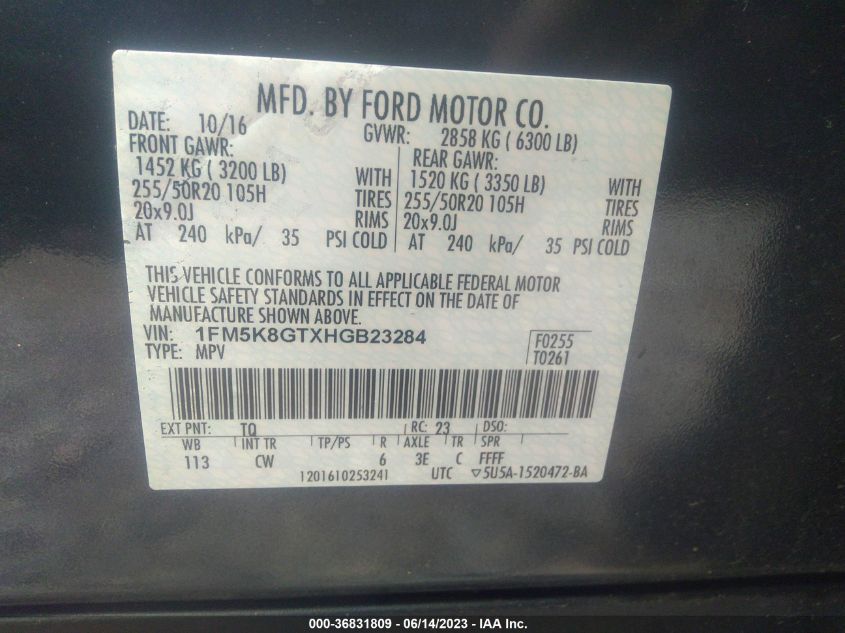 MFD. BY FORD MOTOR CO.
DATE: 10/16 GVWR: 2858 KG ( 6300 LB)
FRONT GAWR: REAR GAWR:
1452 KG ( 3200 LB) WITH 1520 KG ( 3350 LB) WITH
255/50R20 105H TIRES 255/50R20 105H TIRES
20x9.0J RIMS 20x9.0J RIMS
AT 240 kPa/ 35 PSI COLD AT 240 kPa/ 35 PSI COLD
THIS VEHICLE CONFORMS TO ALL APPLICABLE FEDERAL MOTOR
VEHICLE SAFETY STANDARDS IN EFFECT ON THE DATE OF
MANUFACTURE SHOWN ABOVE.
VIN: 1FM5K8GTXHGB23284 F0255
TYPE: MPV T0261
EXT PNT: TQ RC: 23 DSO:
WB INT TR TP/PS R AXLE TR SPR
113 CW 6 3E C FFFF
1201610253241 UTC ▽5U5A-1520472-BA
000-36831809 - 06/14/2023 - IAA Inc.